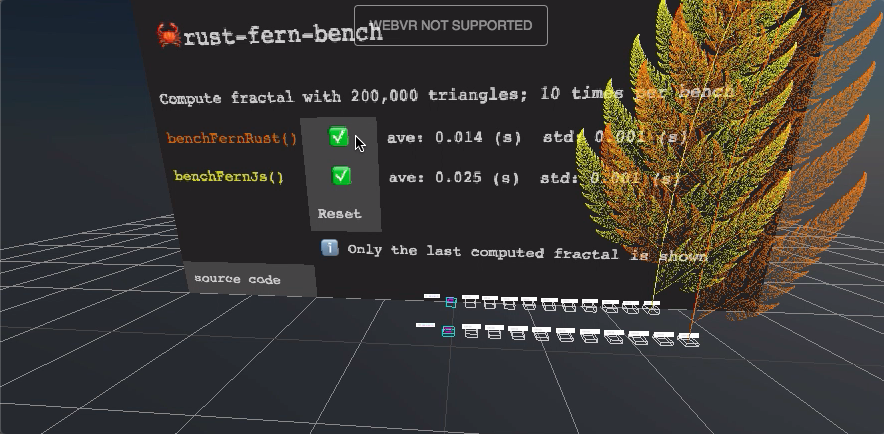 WEBVR NOT SUPPORTED
🦀rust-fern-bench
Compute fractal with 200,000 triangles; 10 times per bench
benchFernRust() ✅ ave: 0.014 (s) std: 0.001 (s)
benchFernJs() ✅ ave: 0.025 (s) std: 0.001 (s)
Reset
ℹ️ Only the last computed fractal is shown
source code